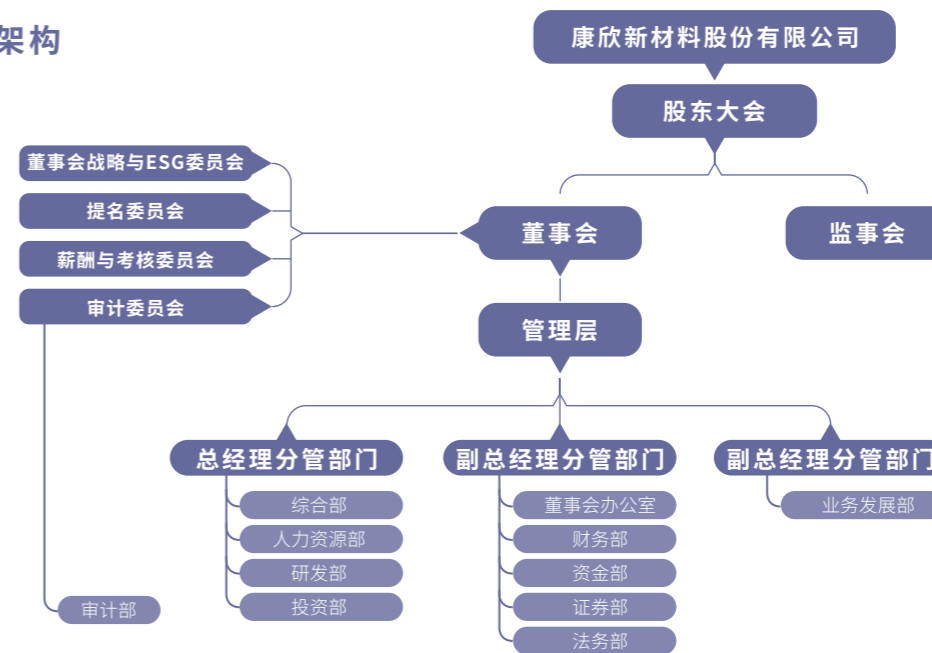 架构
康欣新材料股份有限公司
股东大会
董事会战略与ESG委员会
提名委员会
薪酬与考核委员会
审计委员会
董事会
监事会
管理层
总经理分管部门
副总经理分管部门
副总经理分管部门
综合部
人力资源部
研发部
投资部
董事会办公室
财务部
资金部
证券部
法务部
业务发展部
审计部